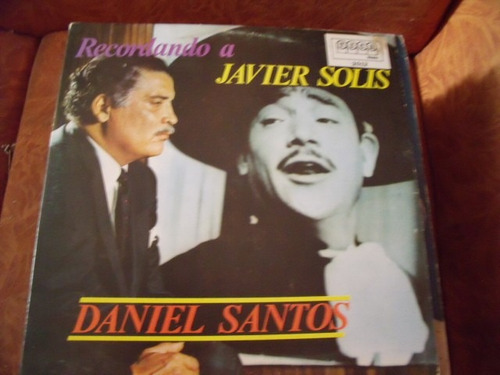 Recordando a
JAVIER SOLIS
DANIEL SANTOS